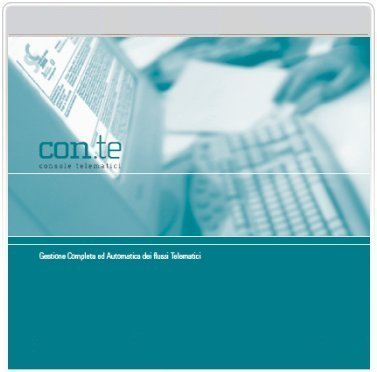 con.te
console telematici
Gestione Completa ed Automatica dei flussi Telematici